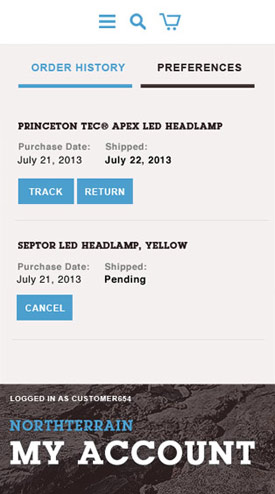 ORDER HISTORY PREFERENCES
PRINCETON TEC® APEX LED HEADLAMP
Purchase Date: Shipped:
July 21, 2013 July 22, 2013
TRACK RETURN
SEPTOR LED HEADLAMP, YELLOW
Purchase Date: Shipped:
July 21, 2013 Pending
CANCEL
LOGGED IN AS CUSTOMER654
NORTHTERRAIN
MY ACCOUNT